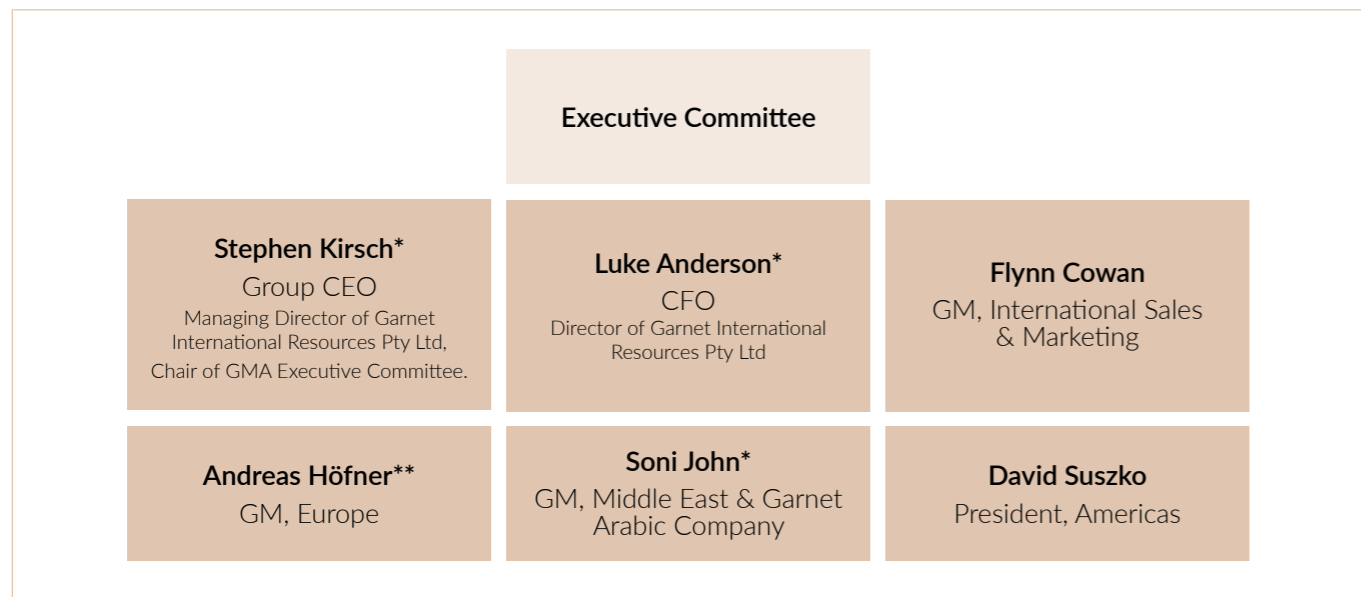 Executive Committee
Stephen Kirsch*
Group CEO
Managing Director of Garnet
International Resources Pty Ltd,
Chair of GMA Executive Committee.
Luke Anderson*
CFO
Director of Garnet International
Resources Pty Ltd
Flynn Cowan
GM, International Sales
& Marketing
Andreas Höfner**
GM, Europe
Soni John*
GM, Middle East & Garnet
Arabic Company
David Suszko
President, Americas